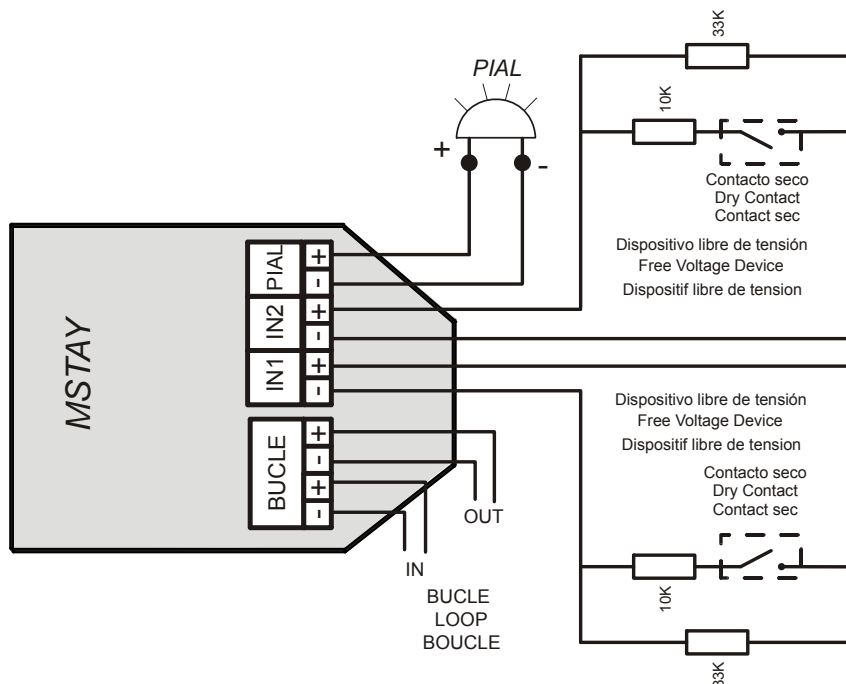 33K
PIAL
10K
+
-
Contacto seco
Dry Contact
Contact sec
Dispositivo libre de tensión
Free Voltage Device
Dispositif libre de tension
MSTAY
PIAL
+
-
IN2
+
-
IN1
+
-
BUCLE
+
-
+
-
OUT
IN
BUCLE
LOOP
BOUCLE
Dispositivo libre de tensión
Free Voltage Device
Dispositif libre de tension
Contacto seco
Dry Contact
Contact sec
10K
33K